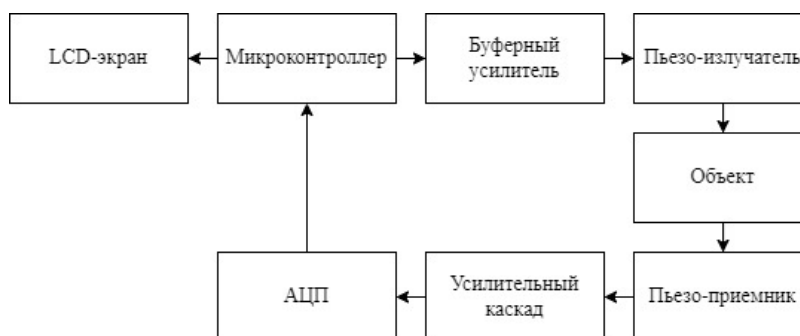 LCD-экран
Микроконтроллер
Буферный
усилитель
Пьезо-излучатель
Объект
АЦП
Усилительный
каскад
Пьезо-приемник